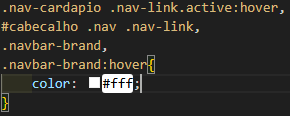 .nav-cardapio .nav-link.active:hover,
#cabecalho .nav .nav-link,
.navbar-brand,
.navbar-brand:hover{
    color: #fff;
}